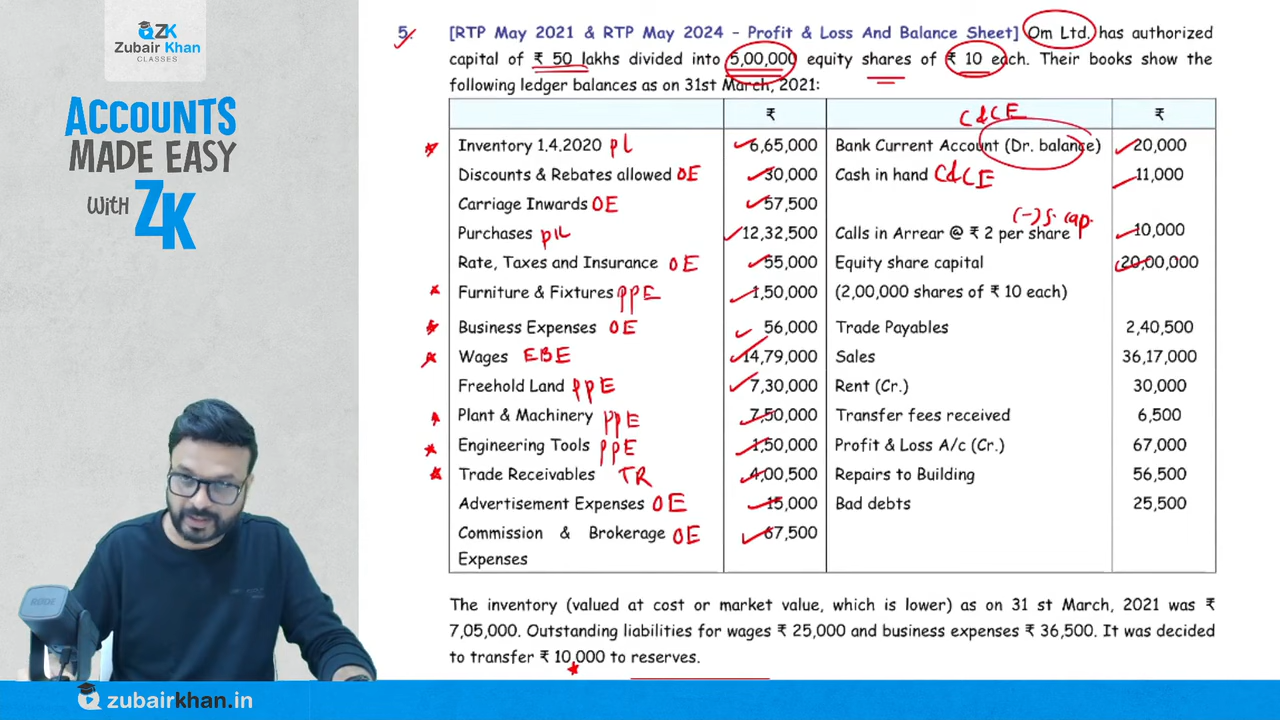 ZK
Zubair Khan
CLASSES
ACCOUNTS
MADE EASY
with ZK
5. [RTP May 2021 & RTP May 2024 – Profit & Loss And Balance Sheet] Om Ltd. has authorized
capital of ₹ 50 lakhs divided into 5,00,000 equity shares of ₹ 10 each. Their books show the
following ledger balances as on 31st March, 2021:
₹ C&CE ₹
Inventory 1.4.2020 PL 6,65,000 Bank Current Account (Dr. balance) 20,000
Discounts & Rebates allowed OE 30,000 Cash in hand C&CE 11,000
Carriage Inwards OE 57,500
(-) S. cap.
Purchases P/L 12,32,500 Calls in Arrear @ ₹ 2 per share 10,000
Rate, Taxes and Insurance OE 55,000 Equity share capital 20,00,000
Furniture & Fixtures PPE 1,50,000 (2,00,000 shares of ₹ 10 each)
Business Expenses OE 56,000 Trade Payables 2,40,500
Wages EBE 14,79,000 Sales 36,17,000
Freehold Land PPE 7,30,000 Rent (Cr.) 30,000
Plant & Machinery PPE 7,50,000 Transfer fees received 6,500
Engineering Tools PPE 1,50,000 Profit & Loss A/c (Cr.) 67,000
Trade Receivables TR 4,00,500 Repairs to Building 56,500
Advertisement Expenses OE 15,000 Bad debts 25,500
Commission & Brokerage OE 67,500
Expenses
The inventory (valued at cost or market value, which is lower) as on 31 st March, 2021 was ₹
7,05,000. Outstanding liabilities for wages ₹ 25,000 and business expenses ₹ 36,500. It was decided
to transfer ₹ 10,000 to reserves.
RODE
zubairkhan.in